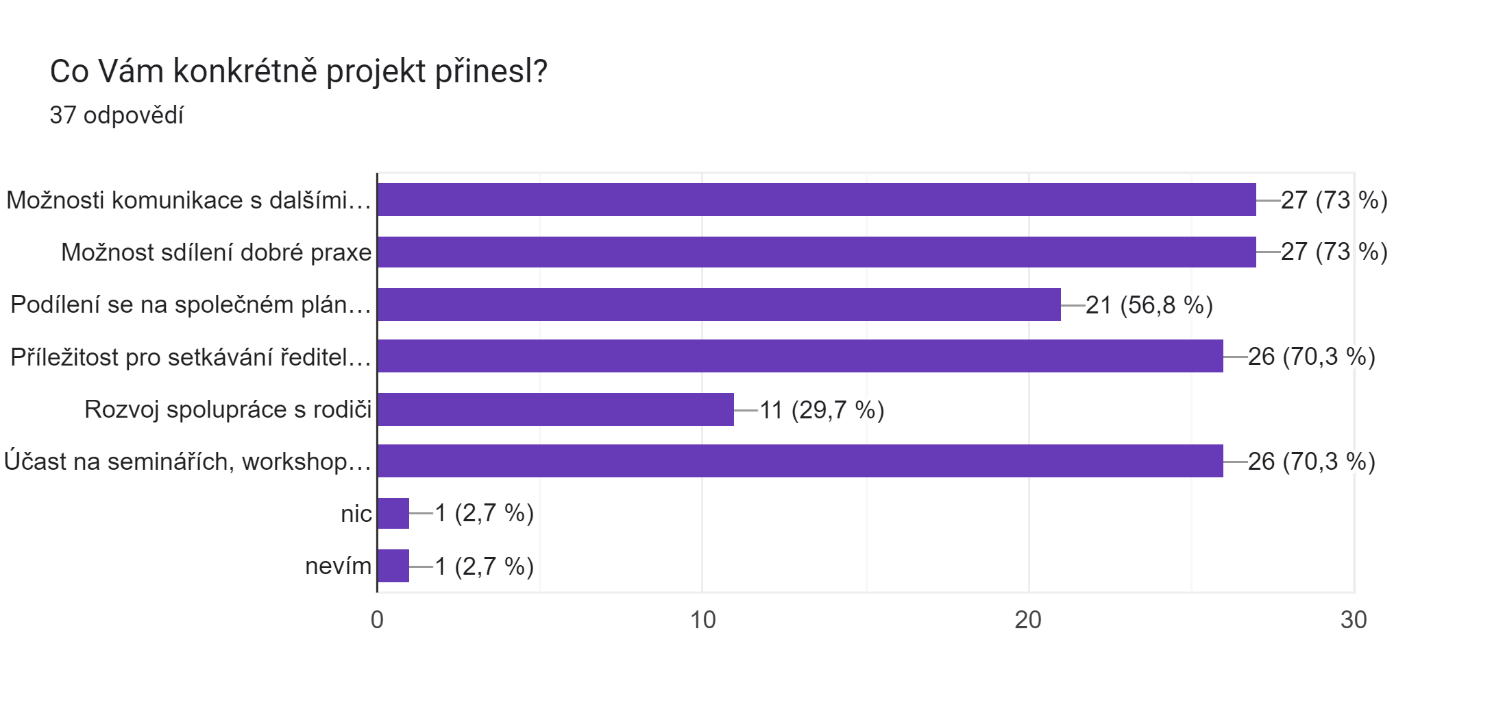 Co Vám konkrétně projekt přinesl?
37 odpovědí
Možnosti komunikace s dalšími… 27 (73 %)
Možnost sdílení dobré praxe 27 (73 %)
Podílení se na společném plán… 21 (56,8 %)
Příležitost pro setkávání ředitel… 26 (70,3 %)
Rozvoj spolupráce s rodiči 11 (29,7 %)
Účast na seminářích, workshop… 26 (70,3 %)
nic 1 (2,7 %)
nevím 1 (2,7 %)
0 10 20 30